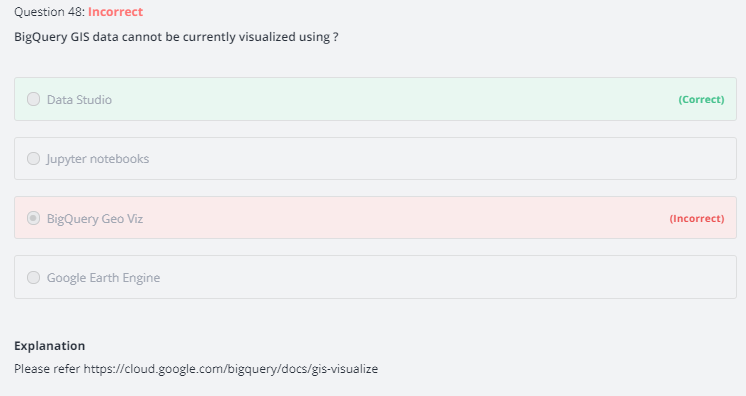 Question 48: Incorrect
BigQuery GIS data cannot be currently visualized using ?
Data Studio (Correct)
Jupyter notebooks
BigQuery Geo Viz (Incorrect)
Google Earth Engine
Explanation
Please refer https://cloud.google.com/bigquery/docs/gis-visualize